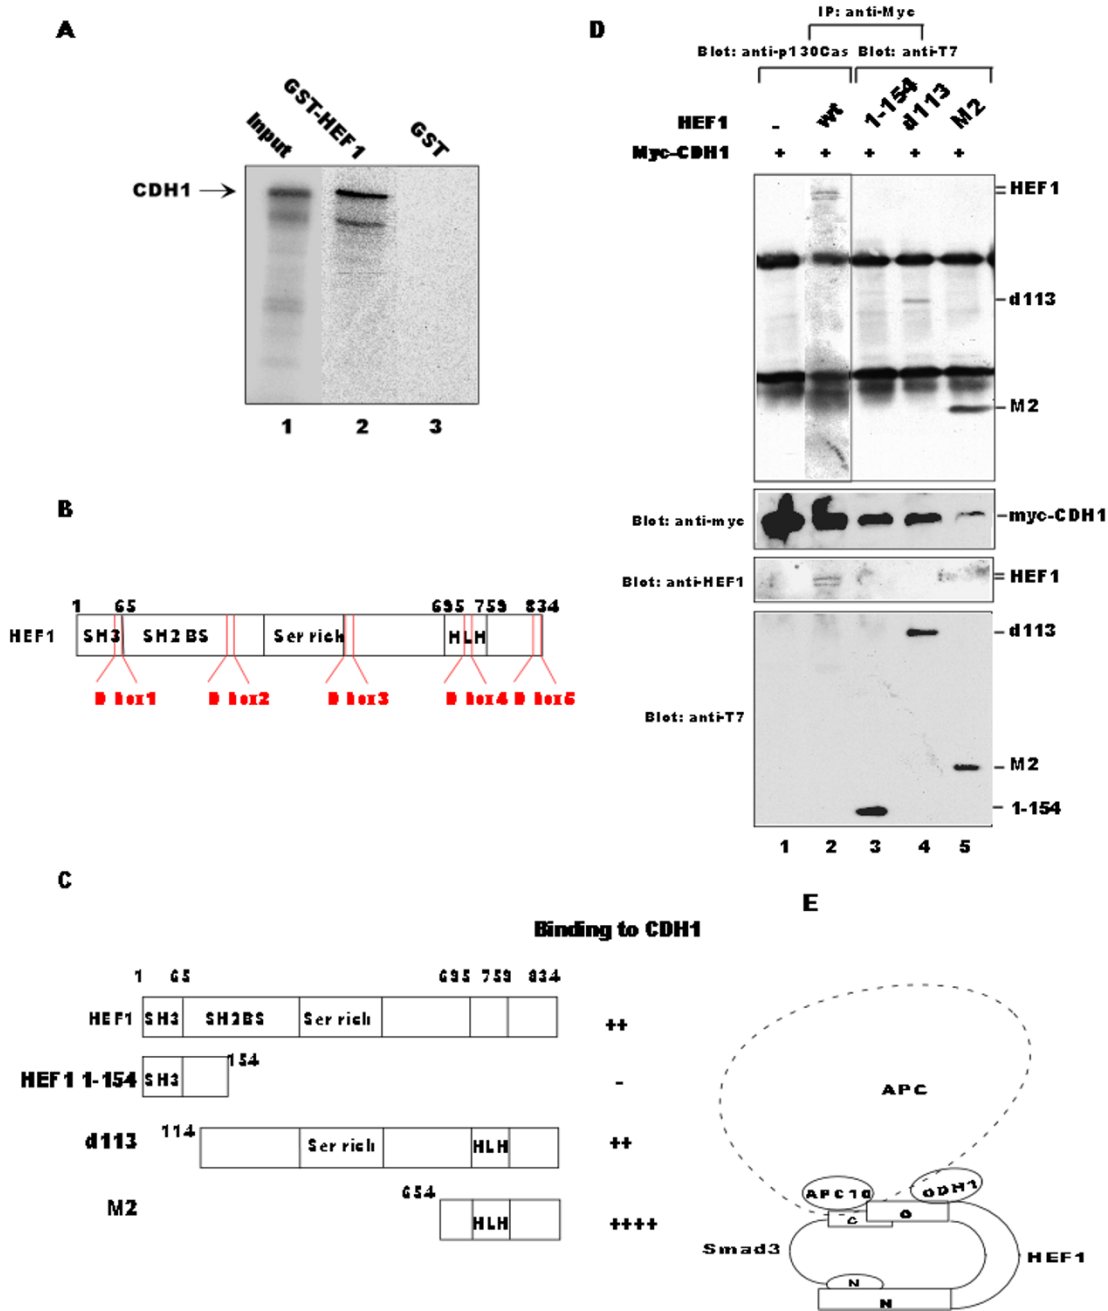 A
Input
GST-HEF1
GST
CDH1
1 2 3
B
1 65 695 759 834
HEF1 SH3 SH2 BS Ser rich HLH
D box1 D box2 D box3 D box4 D box5
C
Binding to CDH1
1 65 695 759 834
HEF1 SH3 SH2BS Ser rich ++
154
HEF1 1-154 SH3 -
114
d113 Ser rich HLH ++
654
M2 HLH ++++
D
IP: anti-Myc
Blot: anti-p130Cas Blot: anti-T7
HEF1 - wt 1-154 d113 M2
Myc-CDH1 + + + + +
HEF1
d113
M2
Blot: anti-myc myc-CDH1
Blot: anti-HEF1 HEF1
d113
Blot: anti-T7
M2
1-154
1 2 3 4 5
E
APC
APC10 CDH1
C
Smad3 HEF1
N
N